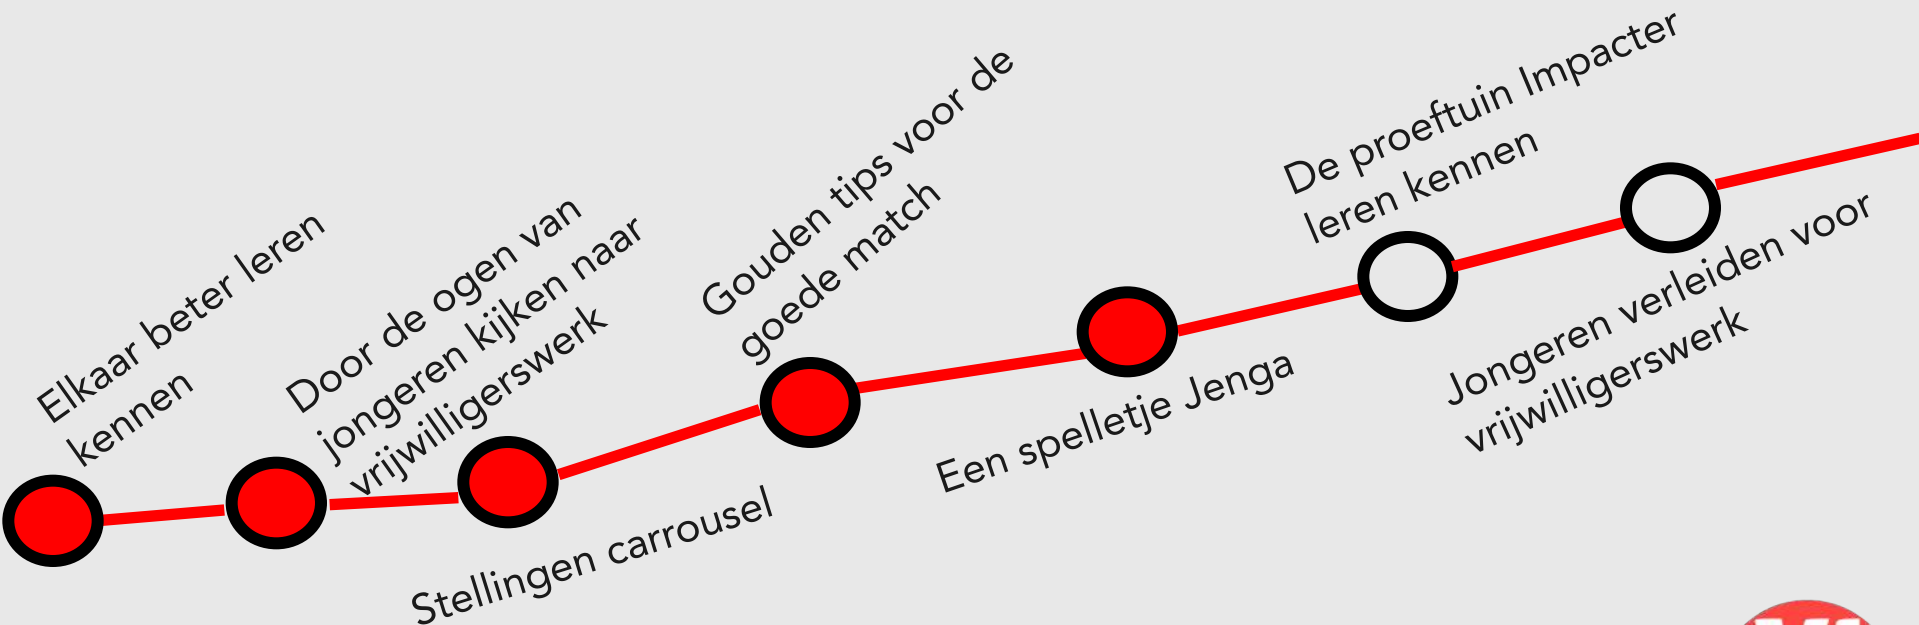 Elkaar beter leren
kennen
Door de ogen van
jongeren kijken naar
vrijwilligerswerk
Stellingen carrousel
Gouden tips voor de
goede match
Een spelletje Jenga
De proeftuin Impacter
leren kennen
Jongeren verleiden voor
vrijwilligerswerk